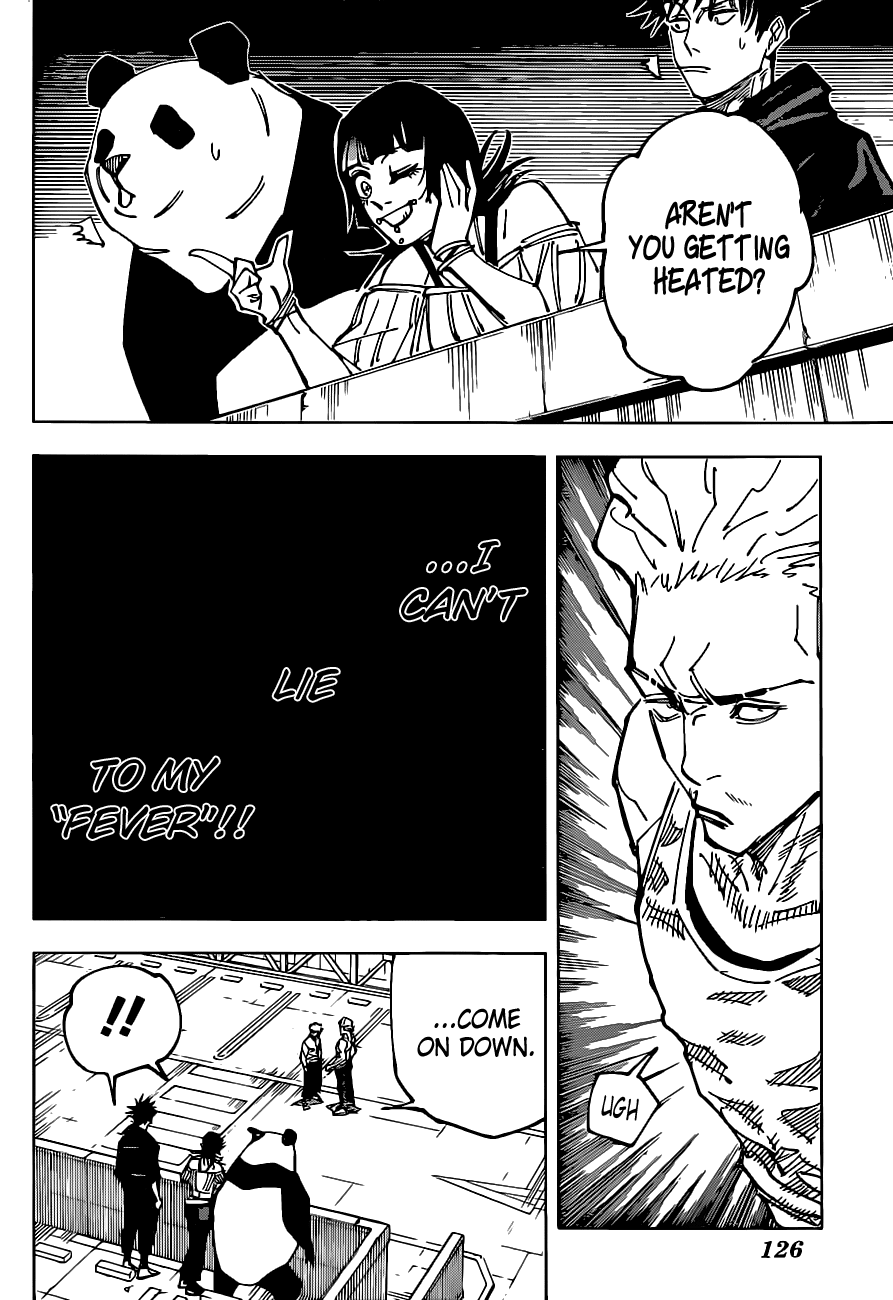 AREN'T
YOU GETTING
HEATED?
UGH
...I
CAN'T
LIE
TO MY
"FEVER"!!
...COME
ON DOWN.
!!
126